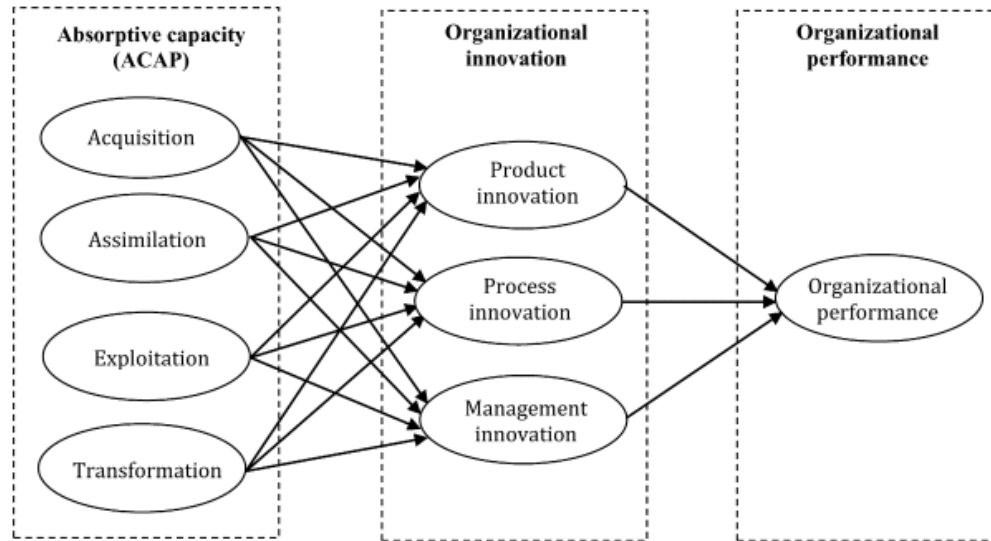 Absorptive capacity
(ACAP)
Acquisition
Assimilation
Exploitation
Transformation
Organizational
innovation
Product
innovation
Process
innovation
Management
innovation
Organizational
performance
Organizational
performance